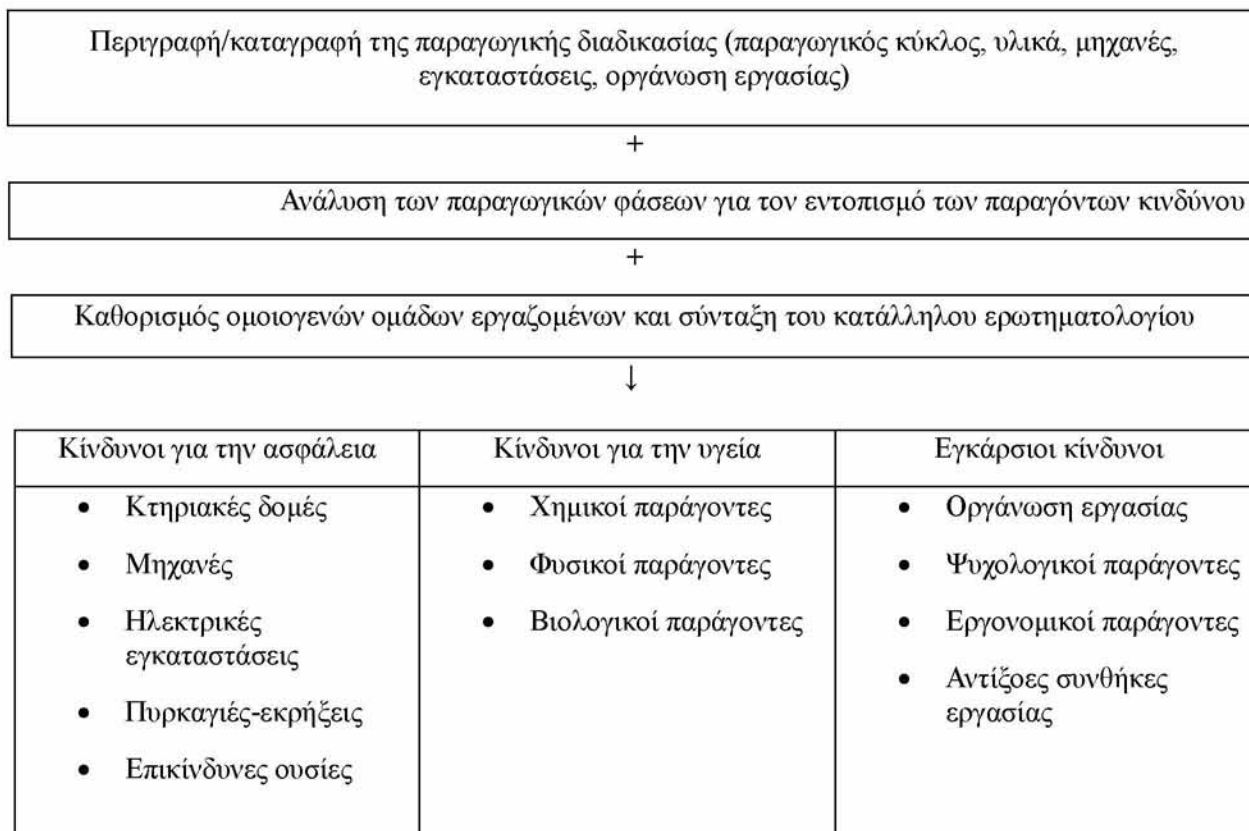 Περιγραφή/καταγραφή της παραγωγικής διαδικασίας (παραγωγικός κύκλος, υλικά, μηχανές,
εγκαταστάσεις, οργάνωση εργασίας)
+
Ανάλυση των παραγωγικών φάσεων για τον εντοπισμό των παραγόντων κινδύνου
+
Καθορισμός ομοιογενών ομάδων εργαζομένων και σύνταξη του κατάλληλου ερωτηματολογίου
↓
Κίνδυνοι για την ασφάλεια
• Κτηριακές δομές
• Μηχανές
• Ηλεκτρικές
εγκαταστάσεις
• Πυρκαγιές-εκρήξεις
• Επικίνδυνες ουσίες
Κίνδυνοι για την υγεία
• Χημικοί παράγοντες
• Φυσικοί παράγοντες
• Βιολογικοί παράγοντες
Εγκάρσιοι κίνδυνοι
• Οργάνωση εργασίας
• Ψυχολογικοί παράγοντες
• Εργονομικοί παράγοντες
• Αντίξοες συνθήκες
εργασίας